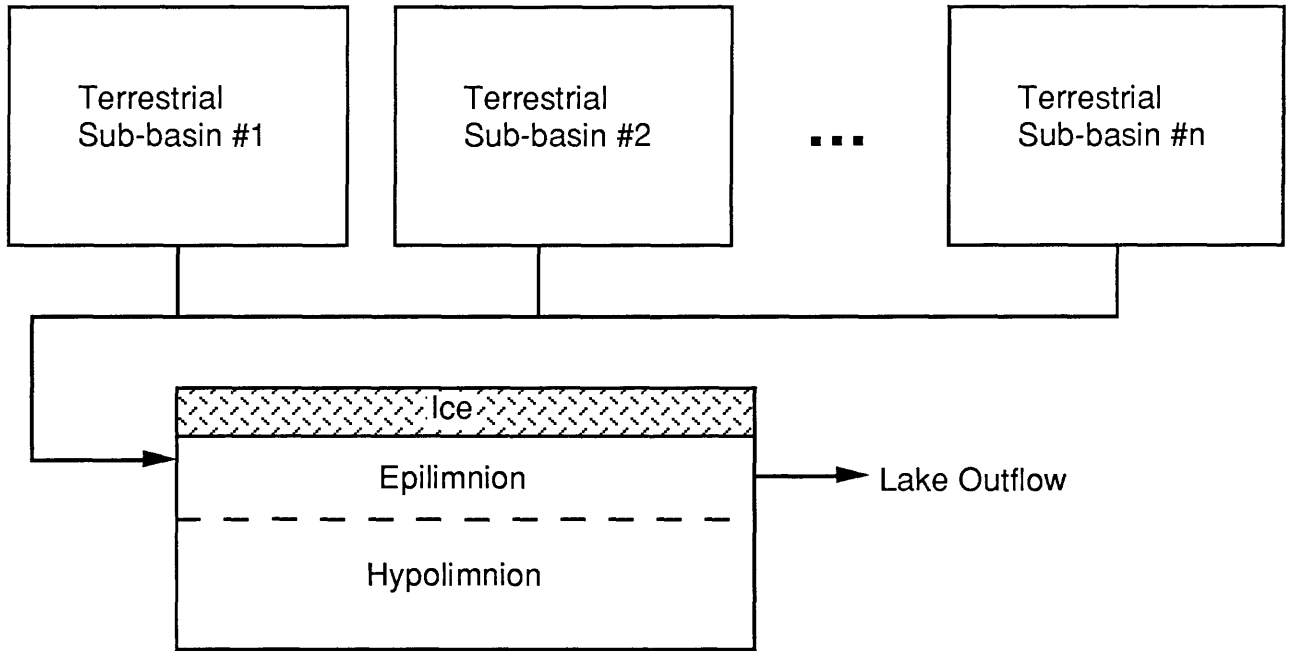 Terrestrial
Sub-basin #1
Terrestrial
Sub-basin #2
...
Terrestrial
Sub-basin #n
Ice
Epilimnion
Lake Outflow
Hypolimnion